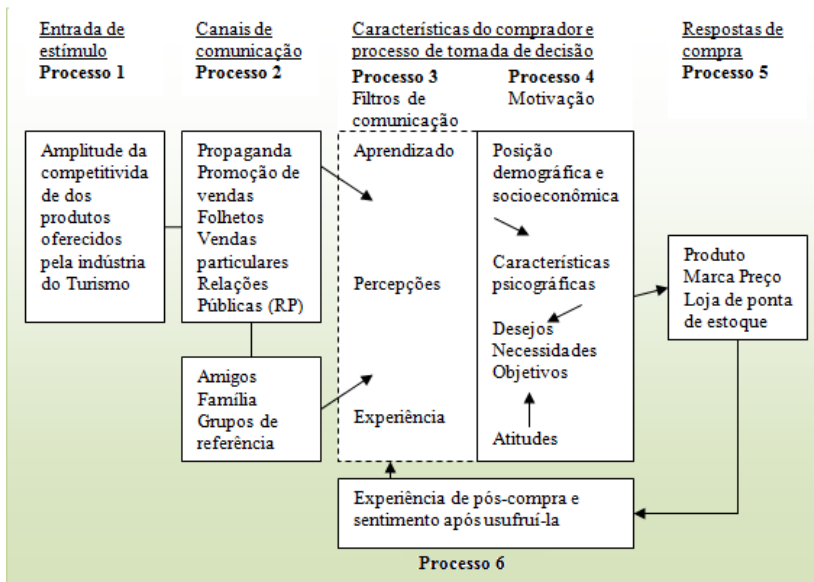 Entrada de
estímulo
Processo 1
Canais de
comunicação
Processo 2
Características do comprador e
processo de tomada de decisão
Processo 3
Filtros de
comunicação
Processo 4
Motivação
Respostas de
compra
Processo 5
Amplitude da
competitivida
de dos
produtos
oferecidos
pela indústria
do Turismo
Propaganda
Promoção de
vendas
Folhetos
Vendas
particulares
Relações
Públicas (RP)
Amigos
Família
Grupos de
referência
Aprendizado
Percepções
Experiência
Posição
demográfica e
socioeconômica
Características
psicográficas
Desejos
Necessidades
Objetivos
Atitudes
Produto
Marca Preço
Loja de ponta
de estoque
Experiência de pós-compra e
sentimento após usufruí-la
Processo 6